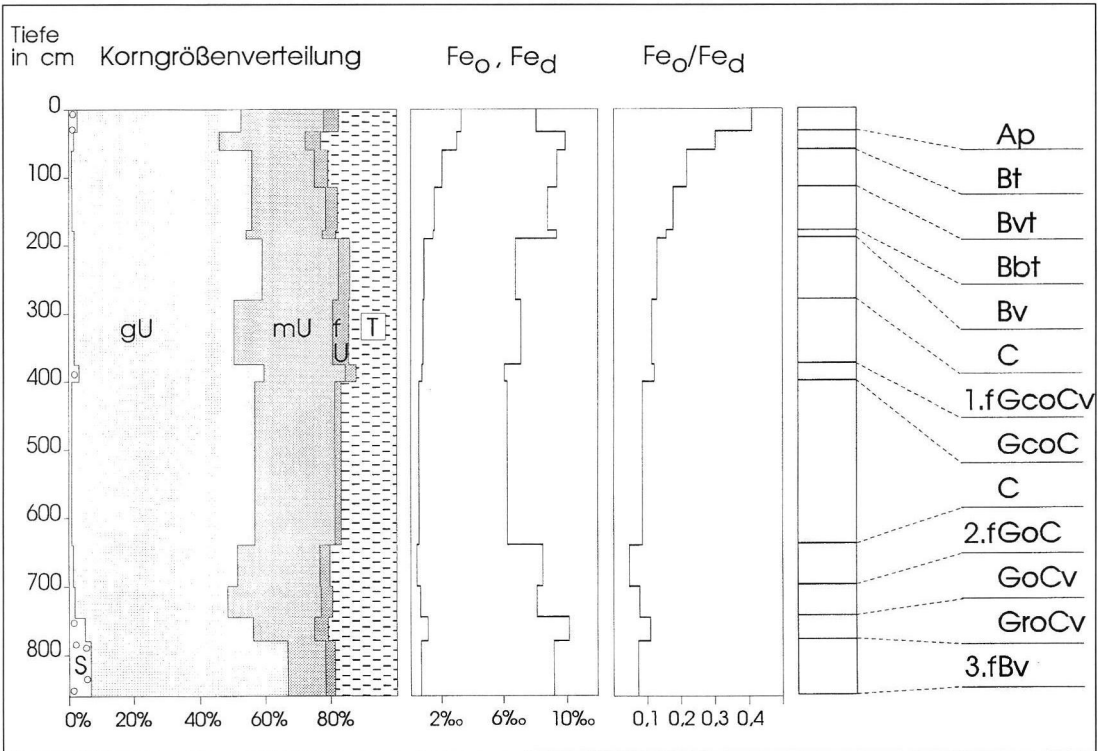 Tiefe
in cm
Korngrößenverteilung
Feo, Fed
Feo/Fed
0
100
200
300
400
500
600
700
800
gU
mU
f
U
T
S
0% 20% 40% 60% 80%
2‰ 6‰ 10‰
0,1 0,2 0,3 0,4
Ap
Bt
Bvt
Bbt
Bv
C
1.fGcoCv
GcoC
C
2.fGoC
GoCv
GroCv
3.fBv